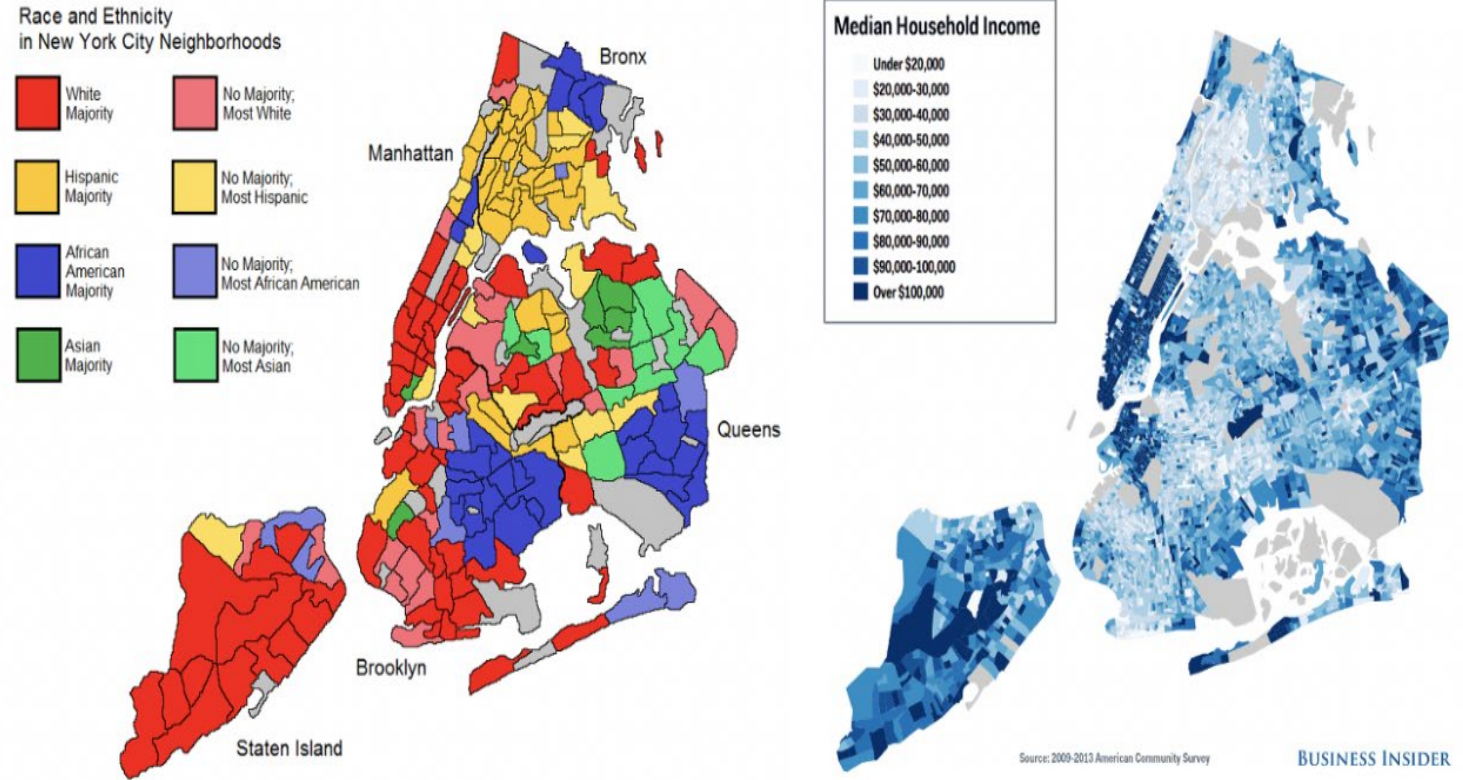 Race and Ethnicity
in New York City Neighborhoods
White
Majority
No Majority;
Most White
Hispanic
Majority
No Majority;
Most Hispanic
African
American
Majority
No Majority;
Most African American
Asian
Majority
No Majority;
Most Asian
Bronx
Manhattan
Queens
Brooklyn
Staten Island
Median Household Income
Under $20,000
$20,000-30,000
$30,000-40,000
$40,000-50,000
$50,000-60,000
$60,000-70,000
$70,000-80,000
$80,000-90,000
$90,000-100,000
Over $100,000
Source: 2009-2013 American Community Survey
BUSINESS INSIDER